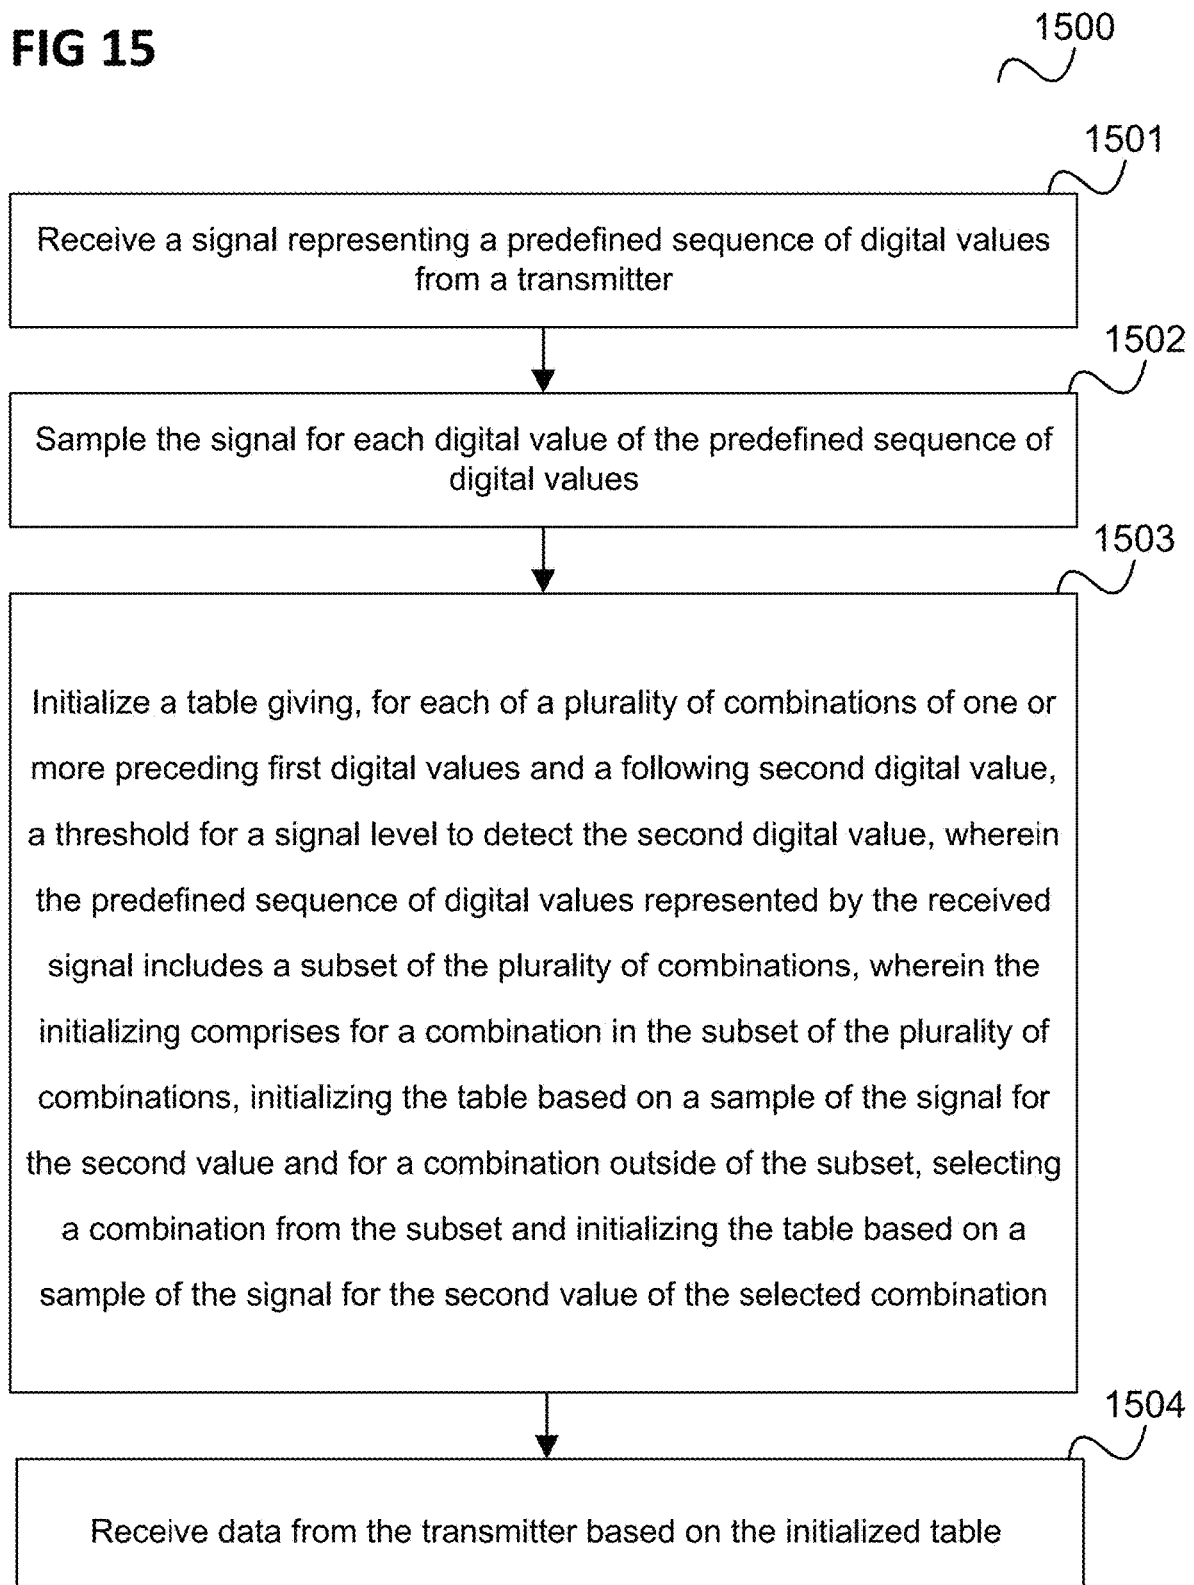 FIG 15
1500
1501
Receive a signal representing a predefined sequence of digital values
from a transmitter
1502
Sample the signal for each digital value of the predefined sequence of
digital values
1503
Initialize a table giving, for each of a plurality of combinations of one or
more preceding first digital values and a following second digital value,
a threshold for a signal level to detect the second digital value, wherein
the predefined sequence of digital values represented by the received
signal includes a subset of the plurality of combinations, wherein the
initializing comprises for a combination in the subset of the plurality of
combinations, initializing the table based on a sample of the signal for
the second value and for a combination outside of the subset, selecting
a combination from the subset and initializing the table based on a
sample of the signal for the second value of the selected combination
1504
Receive data from the transmitter based on the initialized table